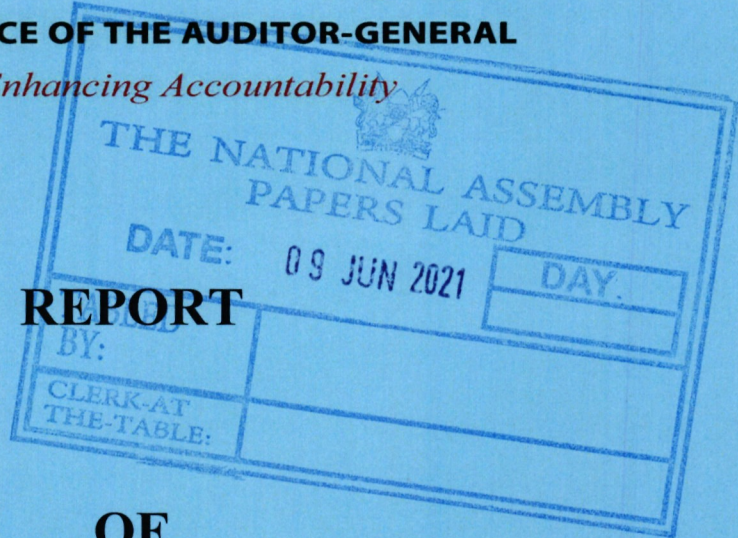 CE OF THE AUDITOR-GENERAL
nhancing Accountability
THE NATIONAL ASSEMBLY
PAPERS LAID
DATE: 09 JUN 2021
DAY.
REPORT
BY:
CLERK-AT
THE-TABLE:
OF